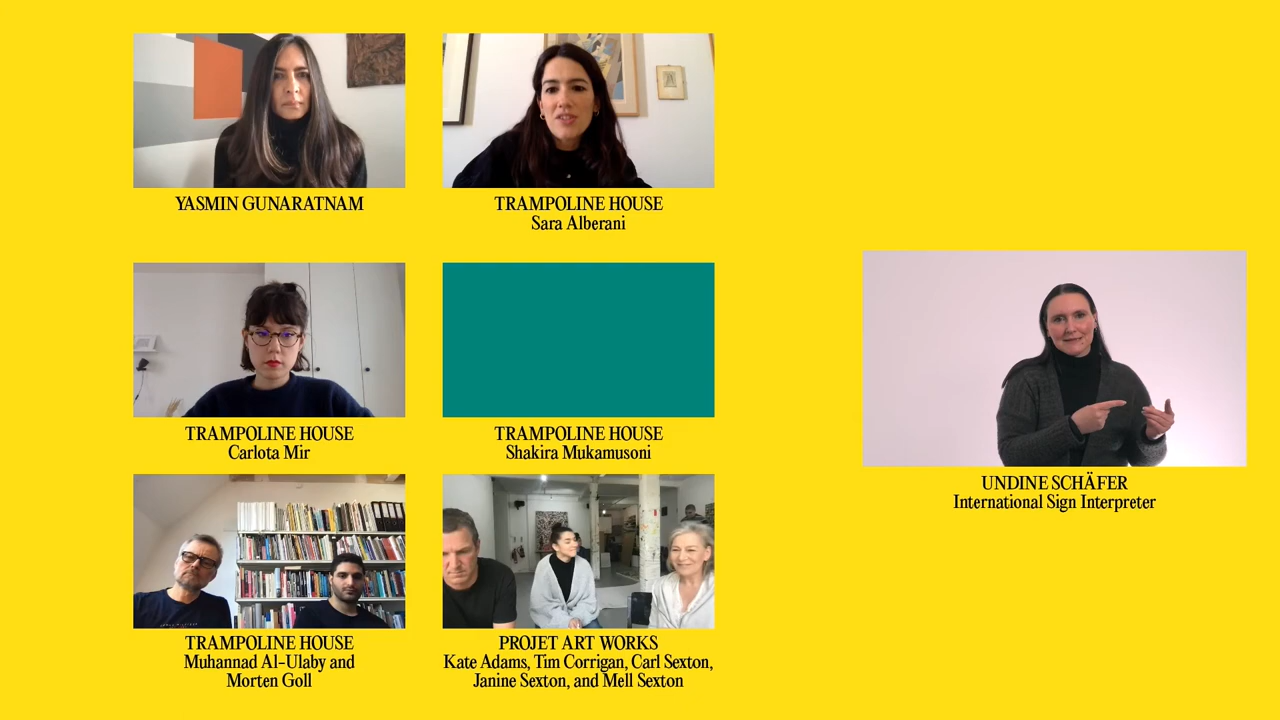 YASMIN GUNARATNAM
TRAMPOLINE HOUSE
Sara Alberani
TRAMPOLINE HOUSE
Carlota Mir
TRAMPOLINE HOUSE
Shakira Mukamusoni
UNDINE SCHÄFER
International Sign Interpreter
TRAMPOLINE HOUSE
Muhannad Al-Ulaby and
Morten Goll
PROJET ART WORKS
Kate Adams, Tim Corrigan, Carl Sexton,
Janine Sexton, and Mell Sexton